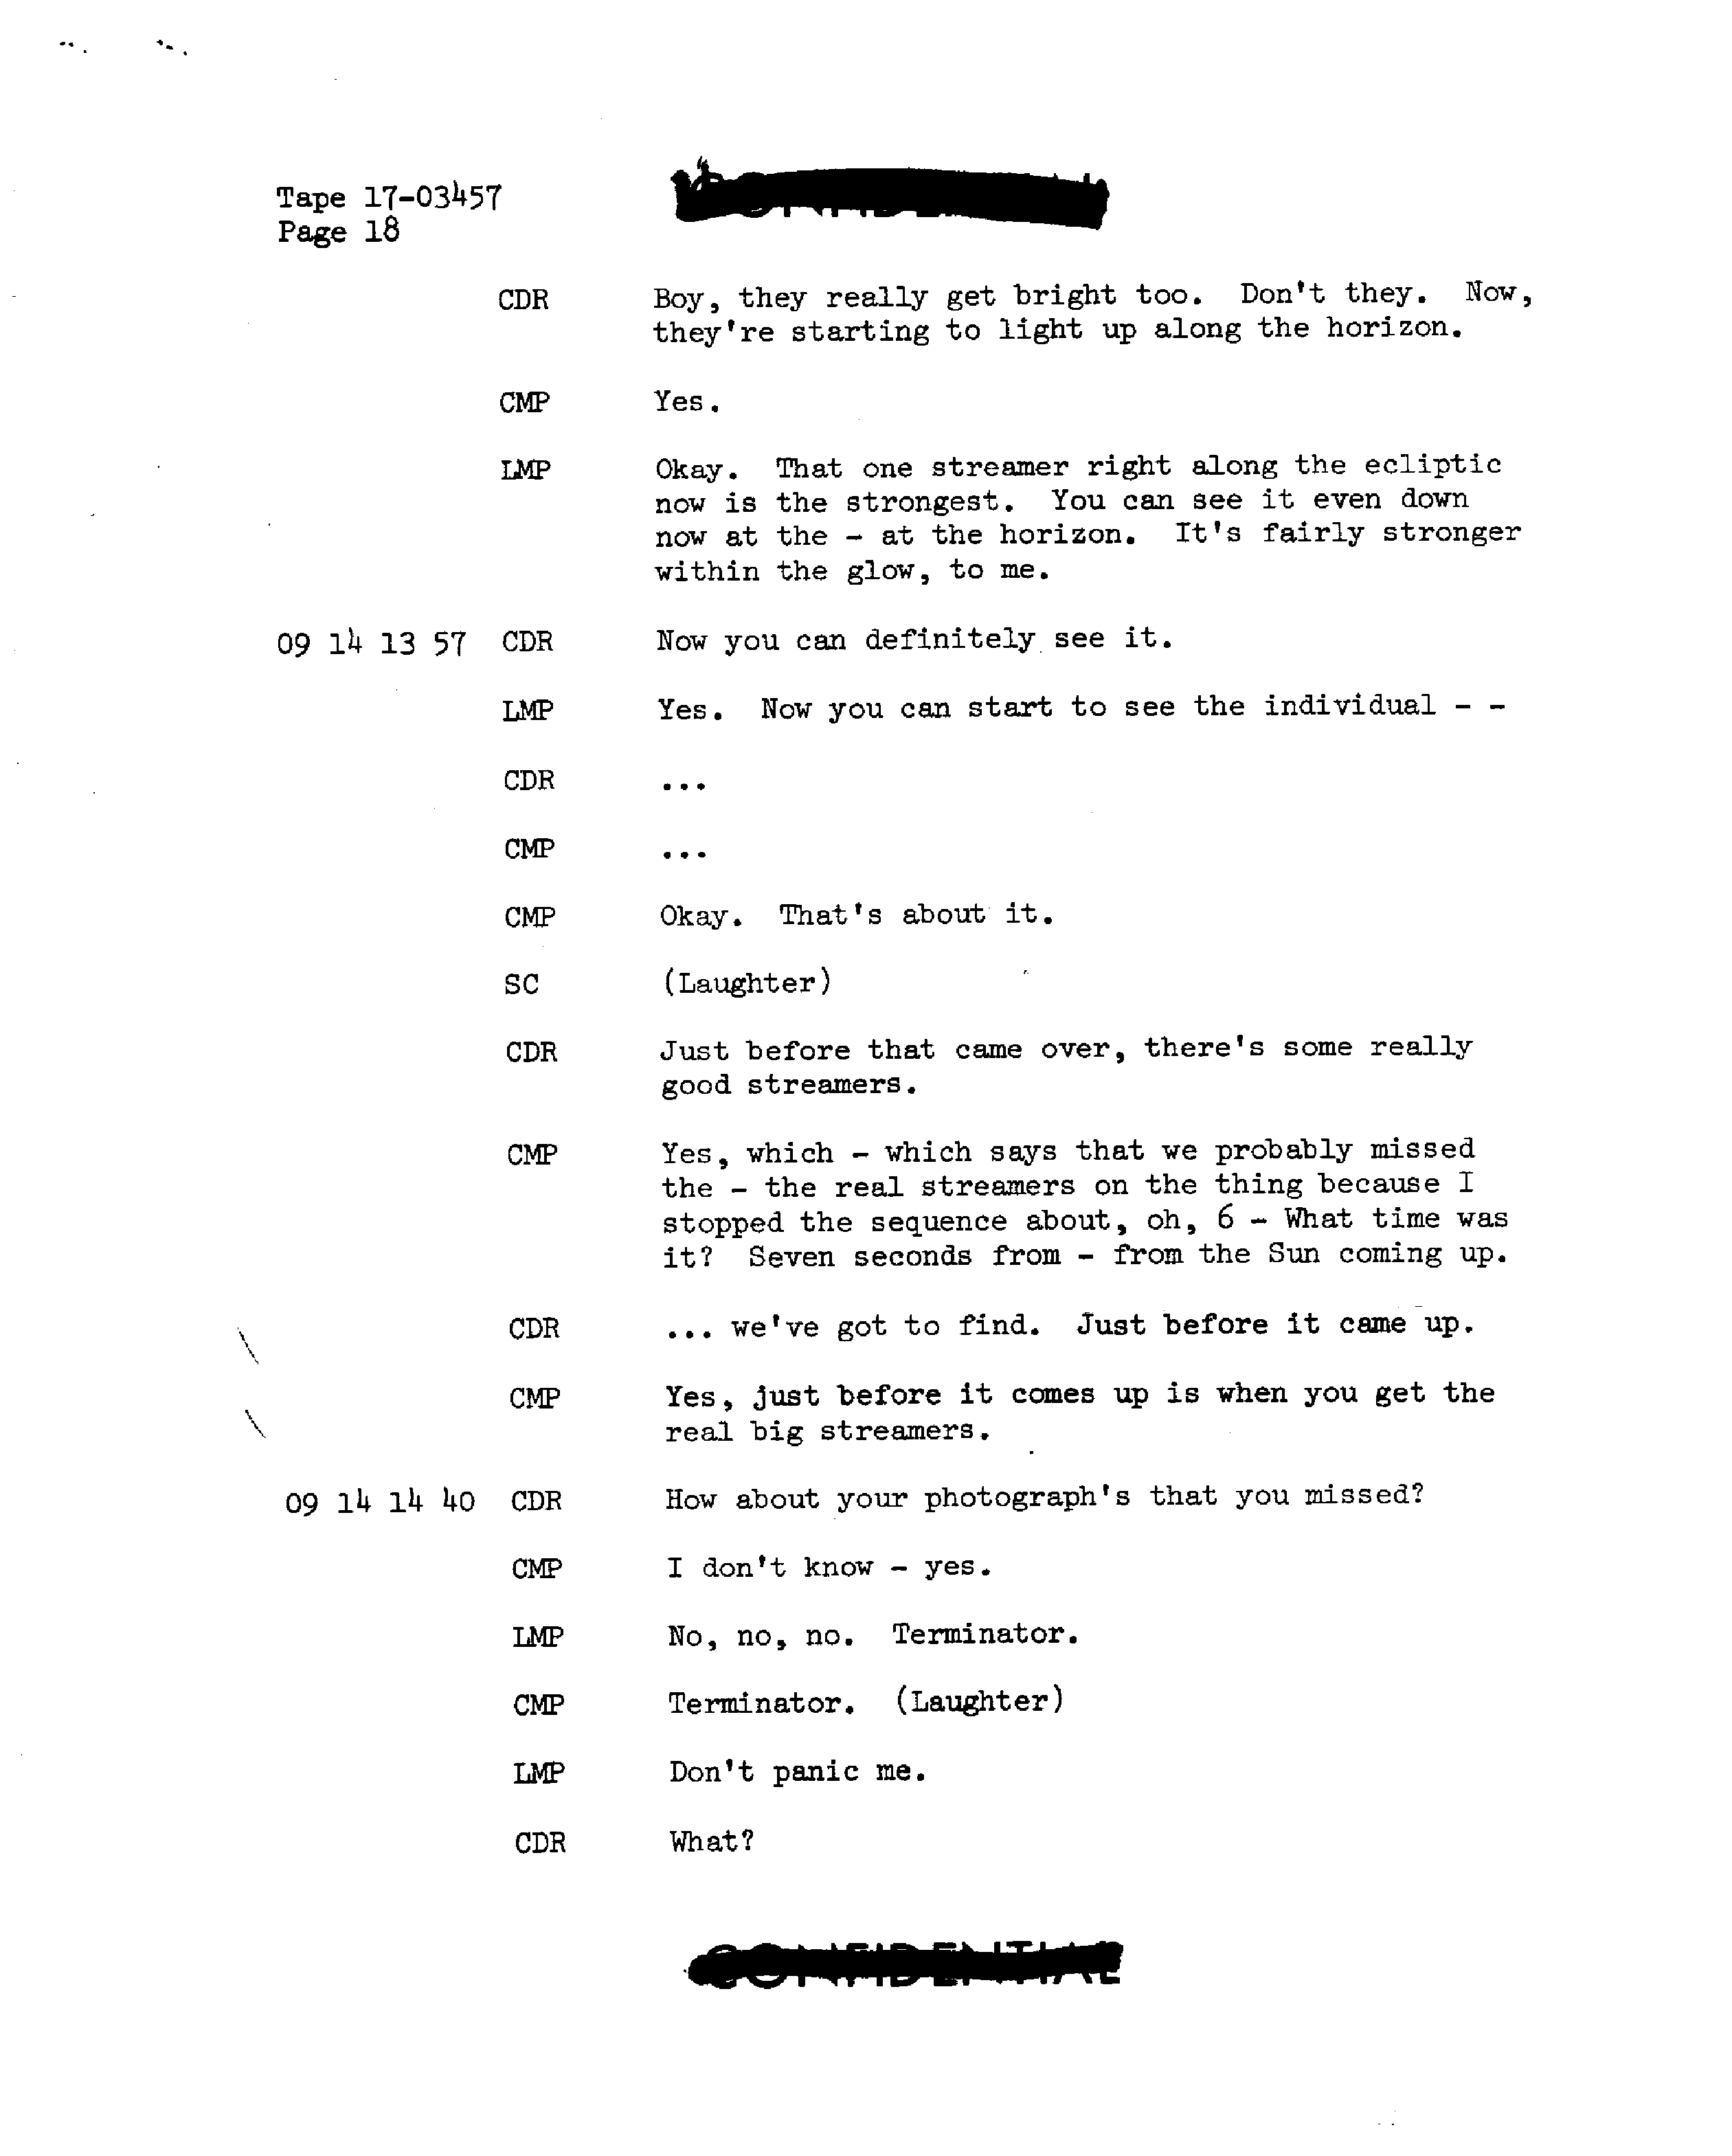 Tape 17-03457
Page 18
CONFIDENTIAL
CDR Boy, they really get bright too. Don't they. Now,
they're starting to light up along the horizon.
CMP Yes.
LMP Okay. That one streamer right along the ecliptic
now is the strongest. You can see it even down
now at the - at the horizon. It's fairly stronger
within the glow, to me.
09 14 13 57 CDR Now you can definitely see it.
LMP Yes. Now you can start to see the individual - -
CDR ...
CMP ...
CMP Okay. That's about it.
SC (Laughter)
CDR Just before that came over, there's some really
good streamers.
CMP Yes, which - which says that we probably missed
the - the real streamers on the thing because I
stopped the sequence about, oh, 6 - What time was
it? Seven seconds from - from the Sun coming up.
CDR ... we've got to find. Just before it came up.
CMP Yes, just before it comes up is when you get the
real big streamers.
09 14 14 40 CDR How about your photograph's that you missed?
CMP I don't know - yes.
LMP No, no, no. Terminator.
CMP Terminator. (Laughter)
LMP Don't panic me.
CDR What?
CONFIDENTIAL